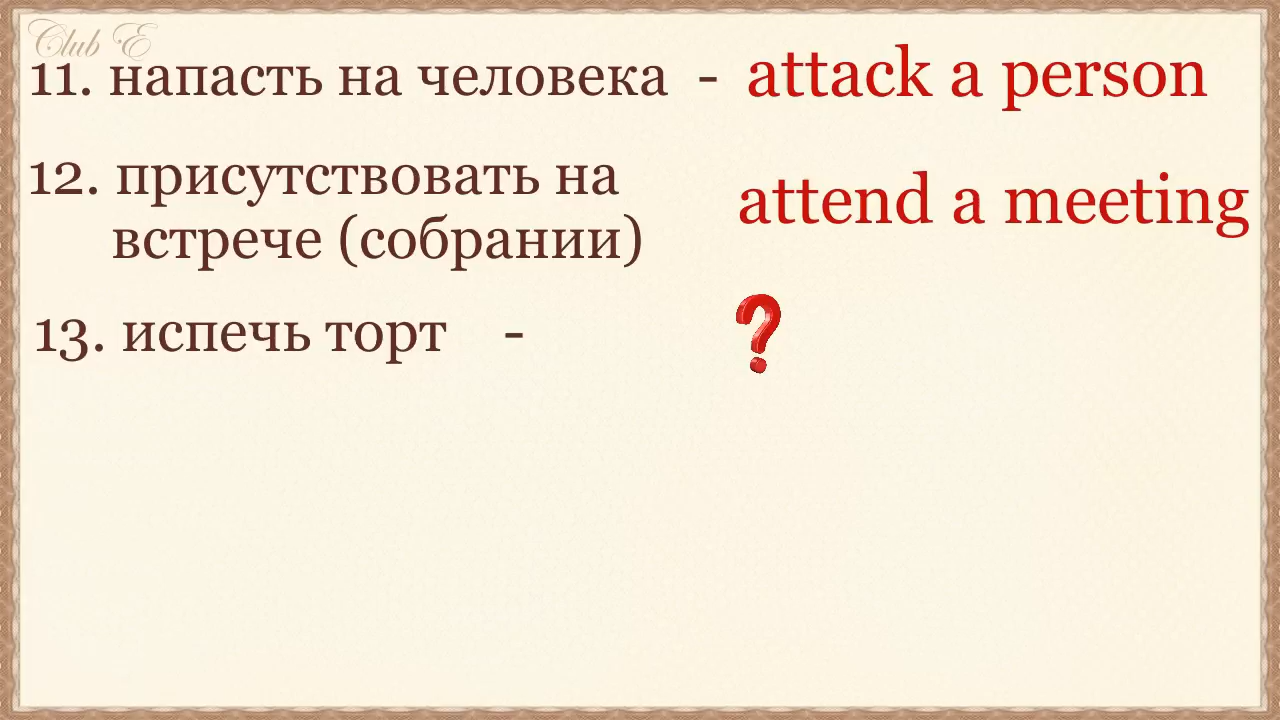 Club E
11. напасть на человека - attack a person
12. присутствовать на
встрече (собрании) attend a meeting
13. испечь торт - ?